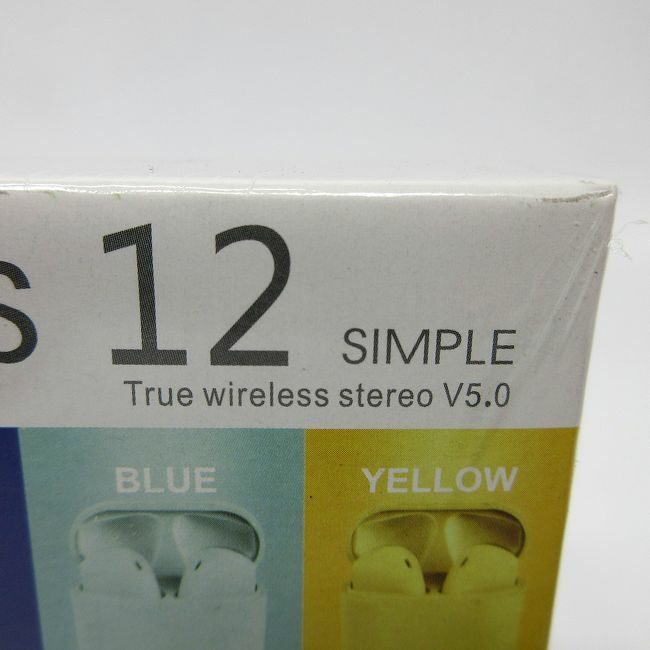 s 12 SIMPLE
True wireless stereo V5.0
BLUE YELLOW